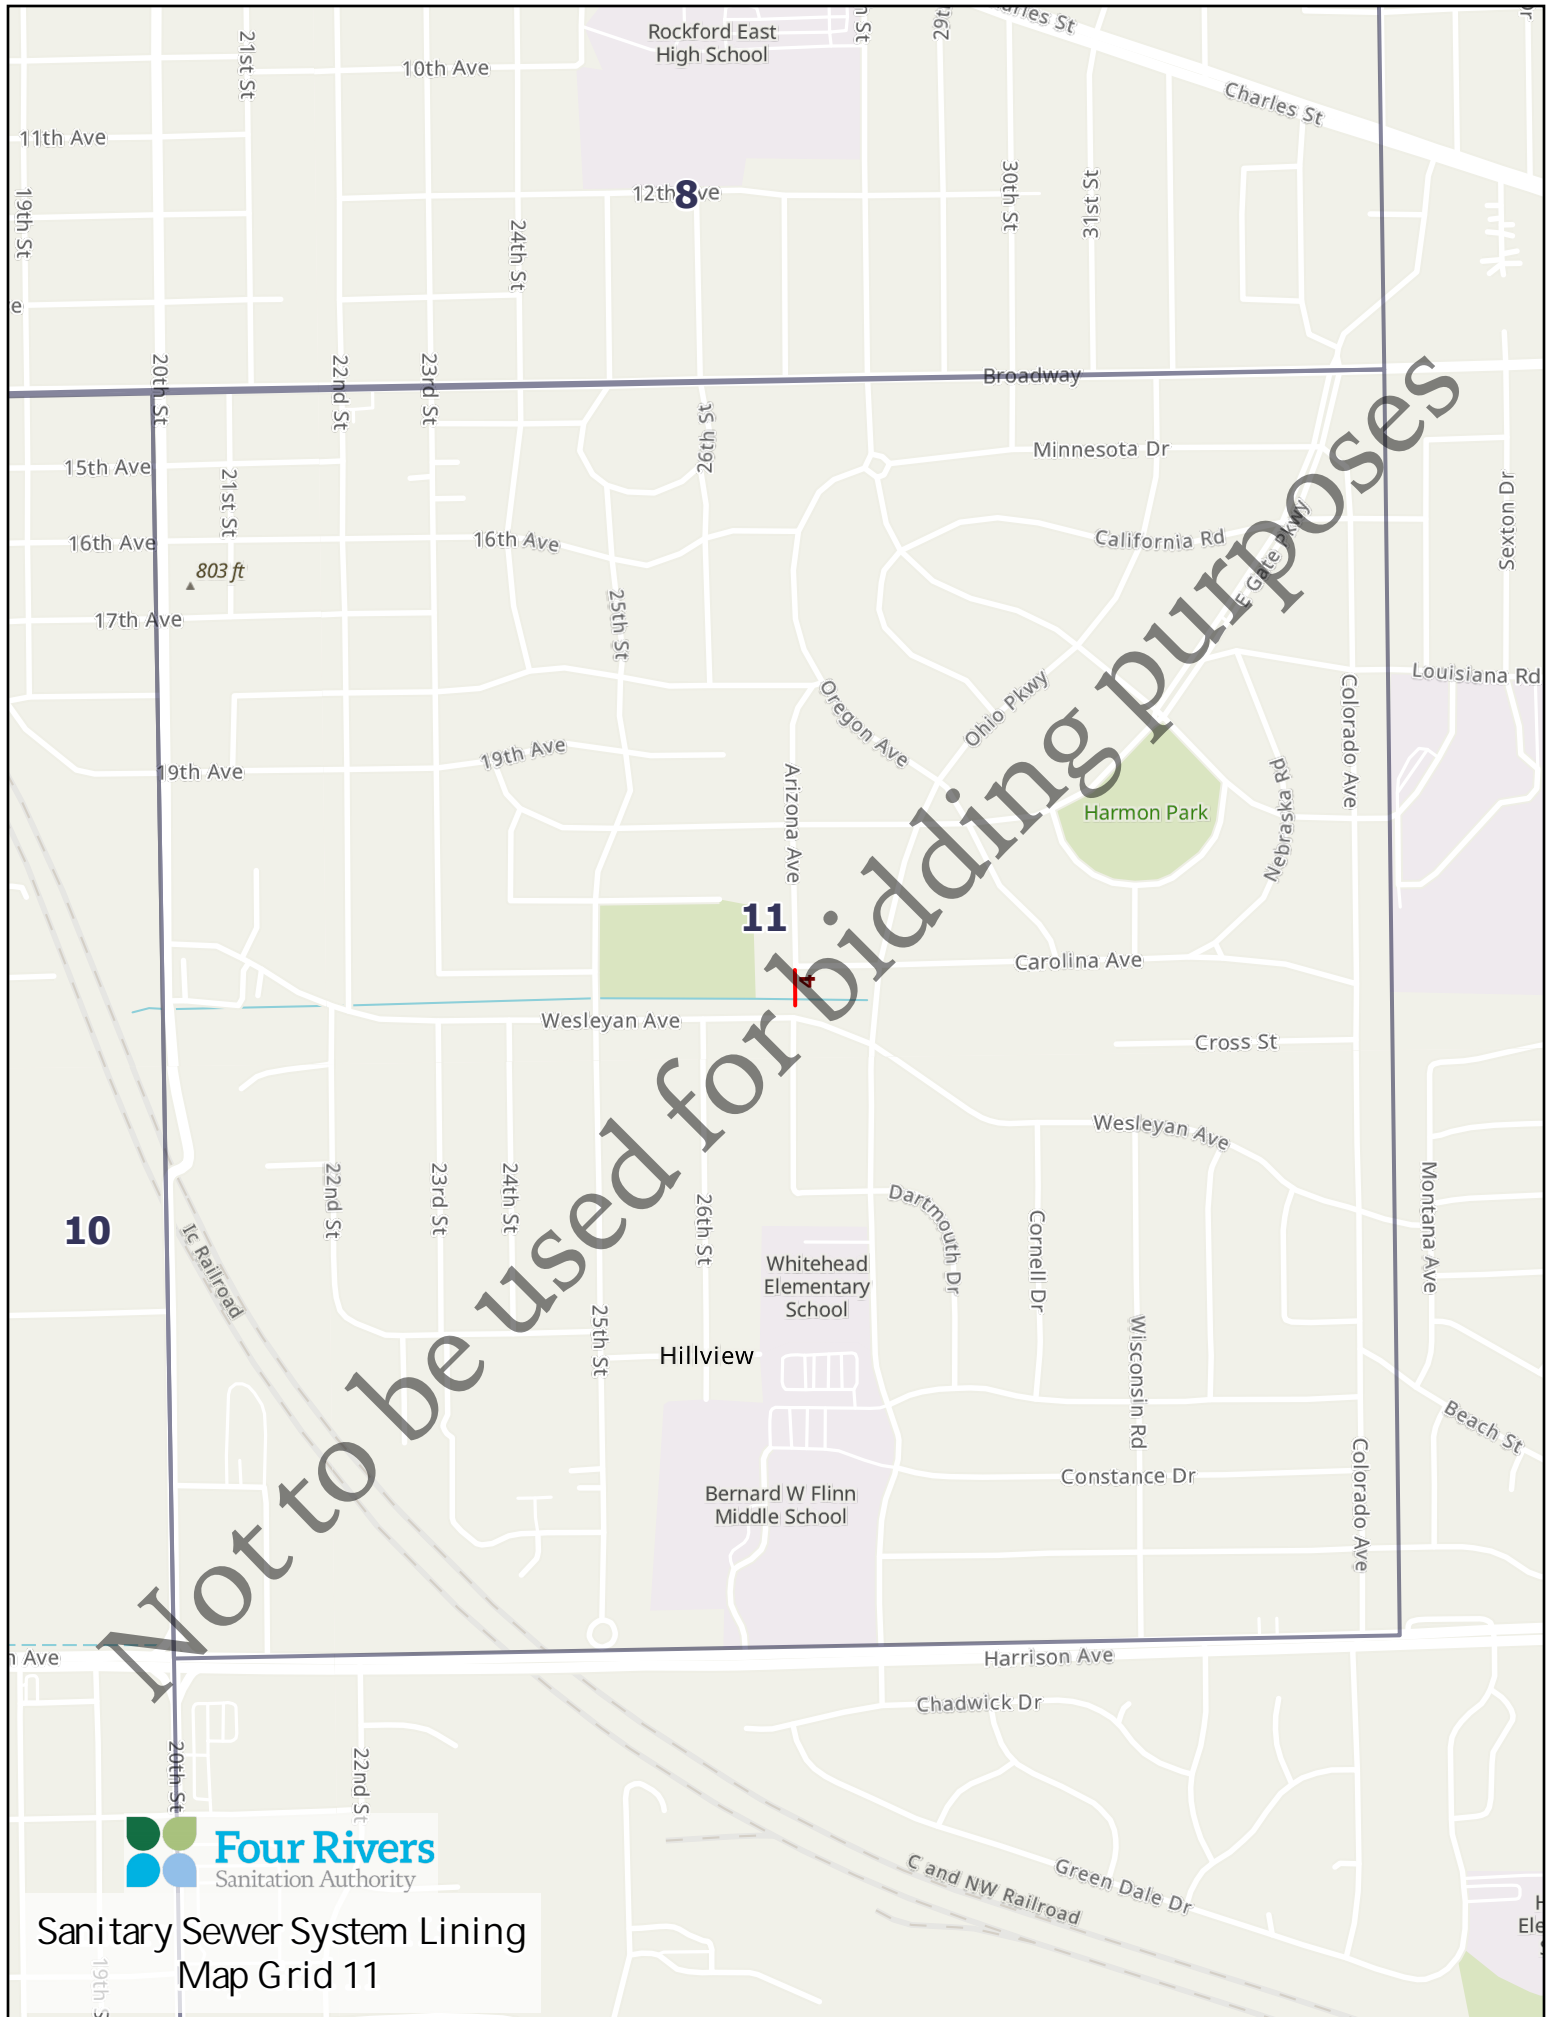 Rockford East
High School
Charles St
29t
21st St
10th Ave
Charles St
11th Ave
19th St
12th Ave
8
30th St
31st St
24th St
20th St
22nd St
23rd St
Broadway
26th St
Minnesota Dr
15th Ave
21st St
Sexton Dr
16th Ave
16th Ave
California Rd
E Gate Pkwy
803 ft
25th St
17th Ave
Louisiana Rd
Oregon Ave
Ohio Pkwy
Colorado Ave
19th Ave
19th Ave
Arizona Ave
Harmon Park
Nebraska Rd
11
Carolina Ave
4
Wesleyan Ave
Cross St
Wesleyan Ave
22nd St
23rd St
24th St
26th St
Dartmouth Dr
Cornell Dr
Montana Ave
10
Ic Railroad
Whitehead
Elementary
School
25th St
Hillview
Wisconsin Rd
Beach St
Constance Dr
Colorado Ave
Bernard W Flinn
Middle School
Not to be used for bidding purposes
Harrison Ave
Chadwick Dr
20th St
22nd St
C and NW Railroad
Green Dale Dr
Four Rivers
Sanitation Authority
Sanitary Sewer System Lining
Map Grid 11
19th S